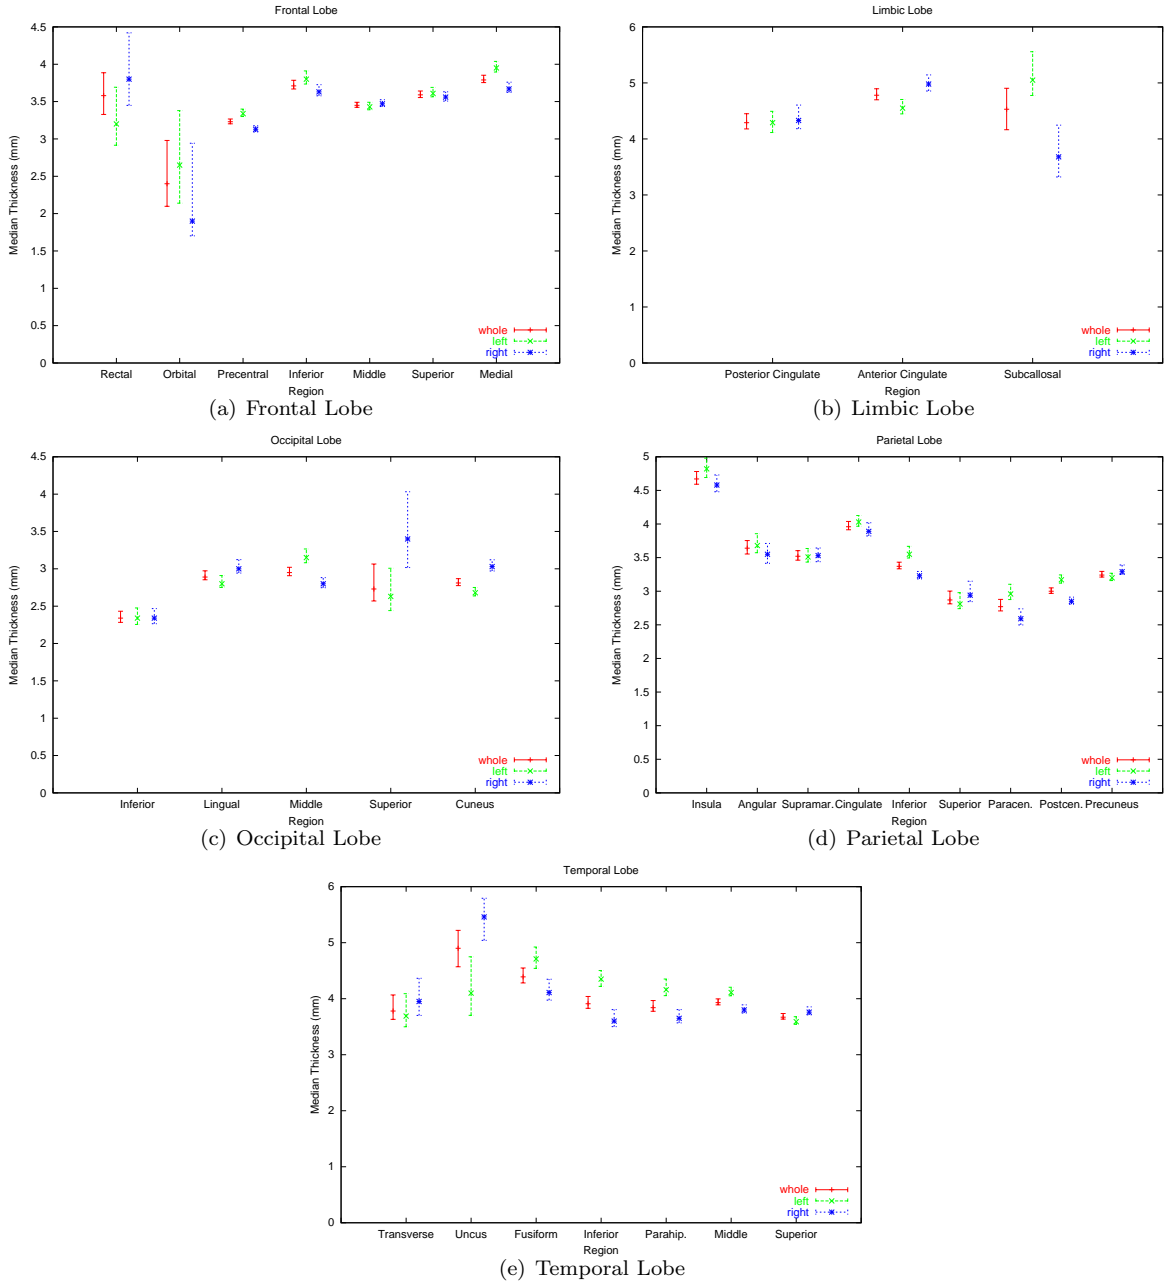 Frontal Lobe
4.5
4
3.5
3
2.5
2
1.5
1
0.5
0
Median Thickness (mm)
whole
left
right
Rectal Orbital Precentral Inferior Middle Superior Medial
Region
(a) Frontal Lobe
Limbic Lobe
6
5
4
3
2
1
0
Median Thickness (mm)
whole
left
right
Posterior Cingulate Anterior Cingulate Subcallosal
Region
(b) Limbic Lobe
Occipital Lobe
4.5
4
3.5
3
2.5
2
1.5
1
0.5
0
Median Thickness (mm)
whole
left
right
Inferior Lingual Middle Superior Cuneus
Region
(c) Occipital Lobe
Parietal Lobe
5
4.5
4
3.5
3
2.5
2
1.5
1
0.5
0
Median Thickness (mm)
whole
left
right
Insula Angular Supramar. Cingulate Inferior Superior Paracen. Postcen. Precuneus
Region
(d) Parietal Lobe
Temporal Lobe
6
5
4
3
2
1
0
Median Thickness (mm)
whole
left
right
Transverse Uncus Fusiform Inferior Parahip. Middle Superior
Region
(e) Temporal Lobe